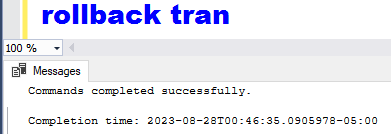 rollback tran
100 %
Messages
Commands completed successfully.
Completion time: 2023-08-28T00:46:35.0905978-05:00